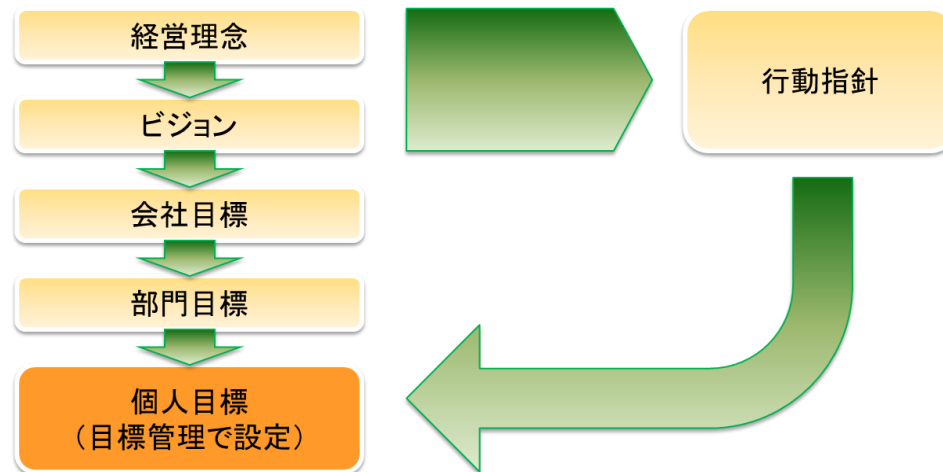 経営理念
ビジョン
会社目標
部門目標
個人目標
（目標管理で設定）
行動指針